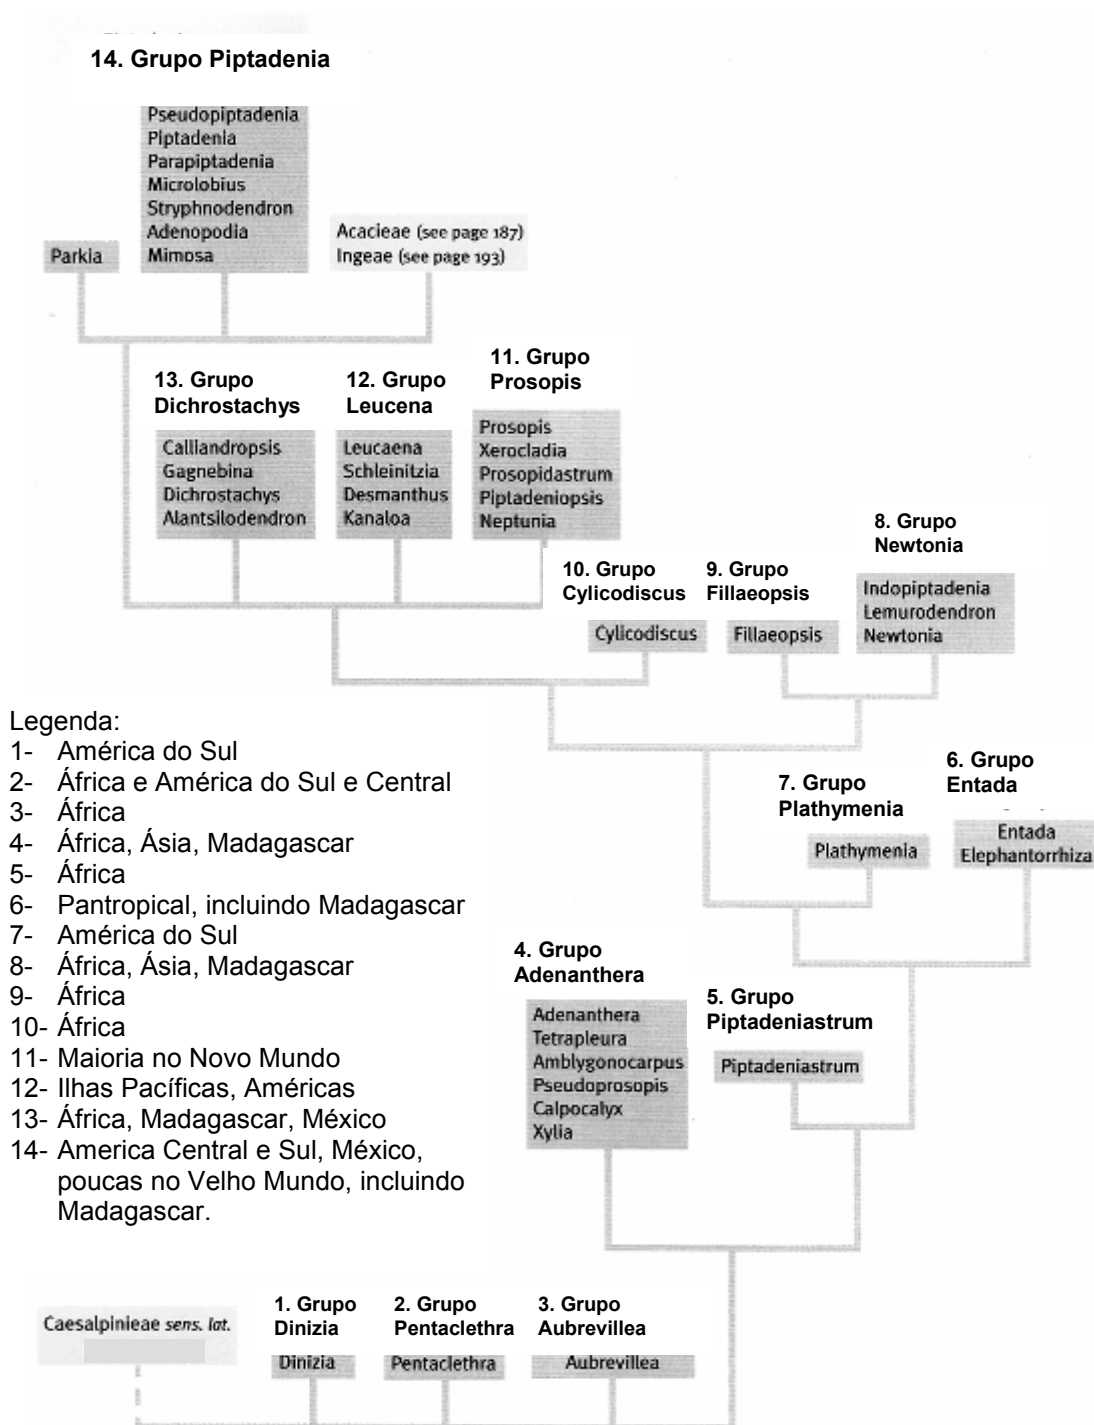 14. Grupo Piptadenia
Pseudopiptadenia
Piptadenia
Parapiptadenia
Microlobius
Stryphnodendron
Adenopodia
Mimosa
Parkia
Acacieae (see page 187)
Ingeae (see page 193)
13. Grupo
Dichrostachys
Calliandropsis
Gagnebina
Dichrostachys
Alantsilodendron
12. Grupo
Leucena
Leucaena
Schleinitzia
Desmanthus
Kanaloa
11. Grupo
Prosopis
Prosopis
Xerocladia
Prosopidastrum
Piptadeniopsis
Neptunia
10. Grupo
Cylicodiscus
Cylicodiscus
9. Grupo
Fillaeopsis
Fillaeopsis
8. Grupo
Newtonia
Indopiptadenia
Lemurodendron
Newtonia
Legenda:
1- América do Sul
2- África e América do Sul e Central
3- África
4- África, Ásia, Madagascar
5- África
6- Pantropical, incluindo Madagascar
7- América do Sul
8- África, Ásia, Madagascar
9- África
10- África
11- Maioria no Novo Mundo
12- Ilhas Pacíficas, Américas
13- África, Madagascar, México
14- America Central e Sul, México,
poucas no Velho Mundo, incluindo
Madagascar.
7. Grupo
Plathymenia
Plathymenia
6. Grupo
Entada
Entada
Elephantorrhiza
4. Grupo
Adenanthera
Adenanthera
Tetrapleura
Amblygonocarpus
Pseudoprosopis
Calpocalyx
Xylia
5. Grupo
Piptadeniastrum
Piptadeniastrum
Caesalpinieae sens. lat.
1. Grupo
Dinizia
Dinizia
2. Grupo
Pentaclethra
Pentaclethra
3. Grupo
Aubrevillea
Aubrevillea